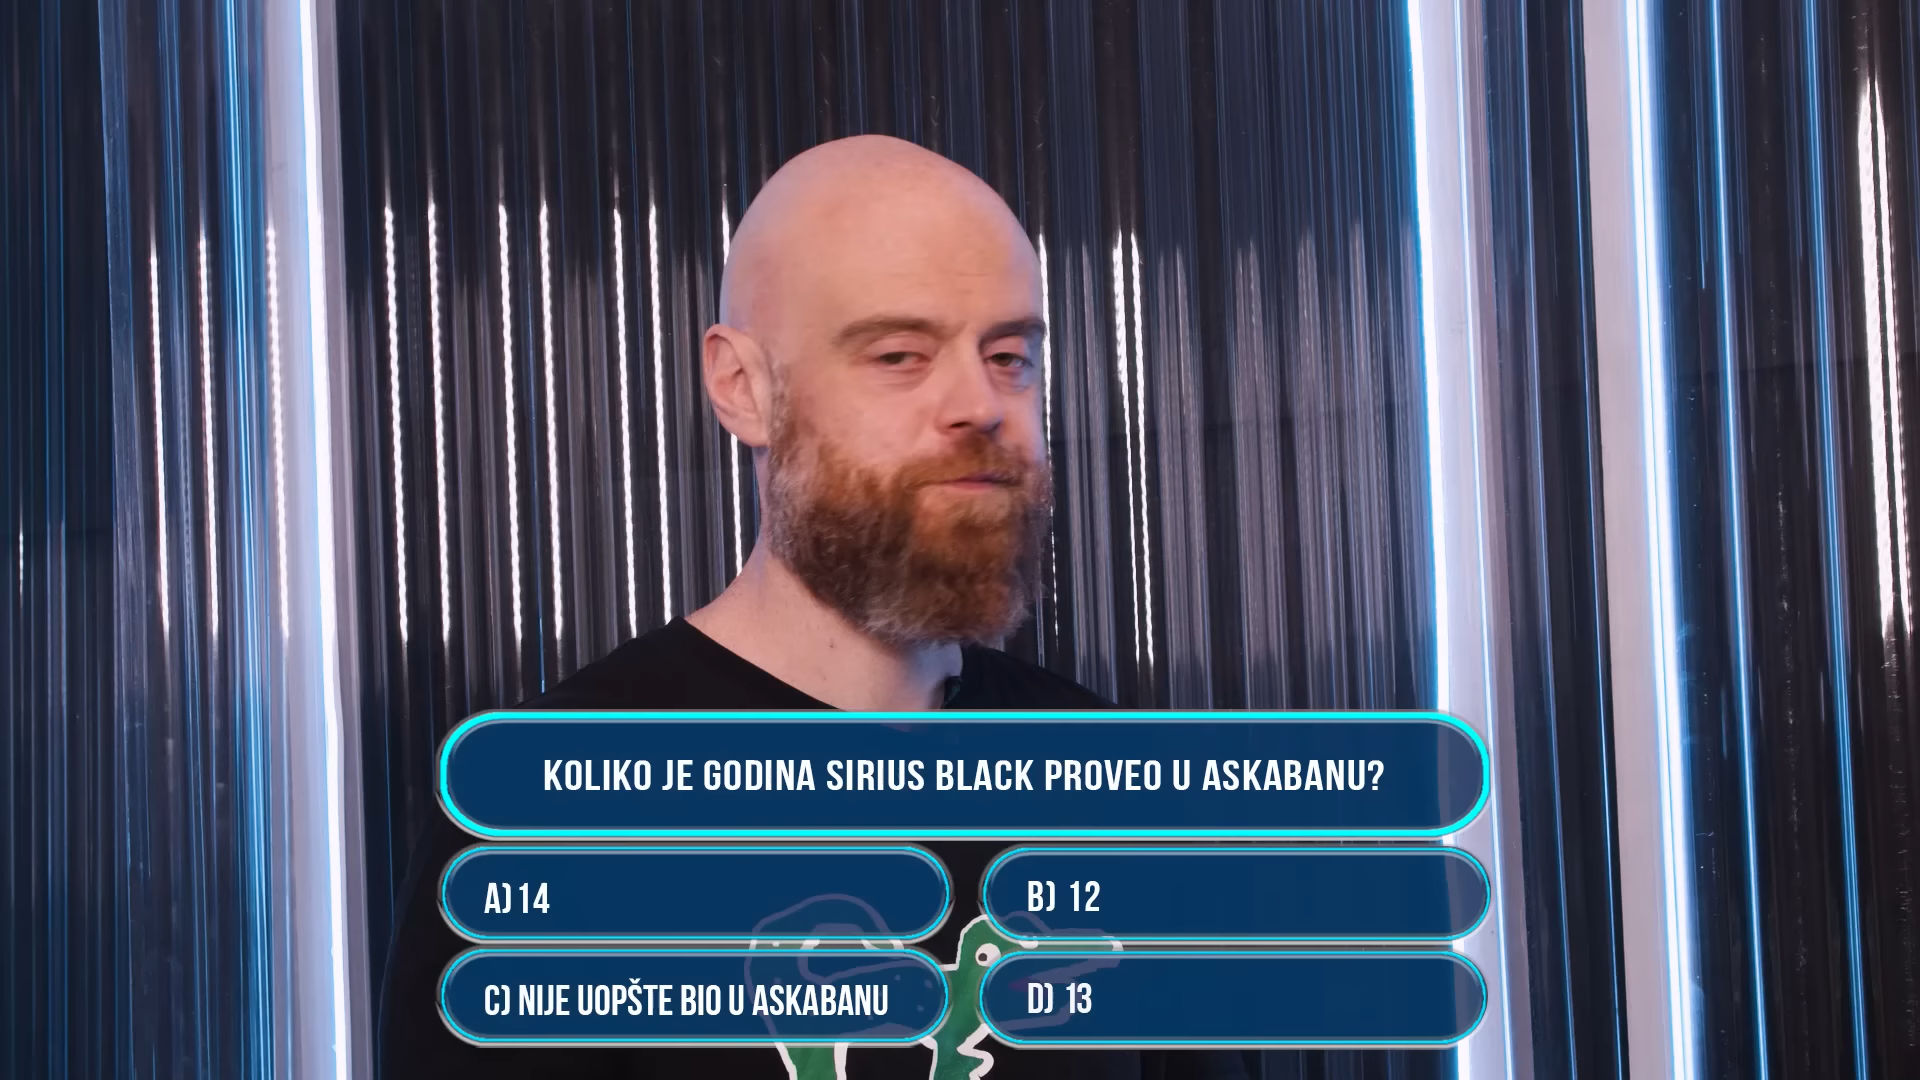 KOLIKO JE GODINA SIRIUS BLACK PROVEO U ASKABANU?
A) 14
B) 12
C) NIJE UOPŠTE BIO U ASKABANU
D) 13